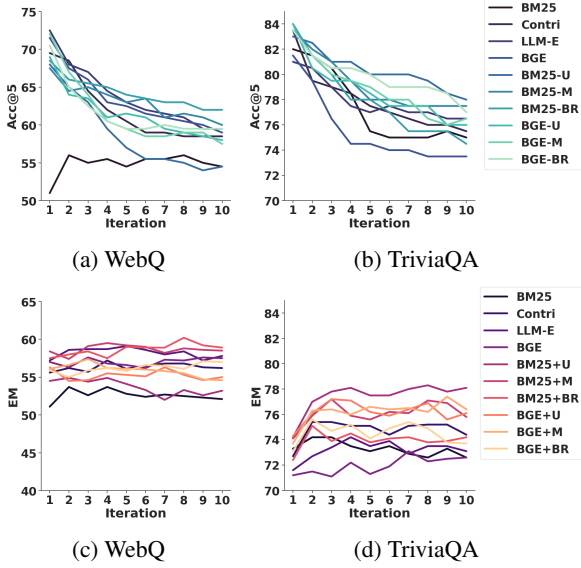 75
70
65
60
55
50
Acc@5
1 2 3 4 5 6 7 8 9 10
Iteration
(a) WebQ
84
82
80
78
76
74
72
70
Acc@5
1 2 3 4 5 6 7 8 9 10
Iteration
(b) TriviaQA
BM25
Contri
LLM-E
BGE
BM25-U
BM25-M
BM25-BR
BGE-U
BGE-M
BGE-BR
65
60
55
50
45
40
EM
1 2 3 4 5 6 7 8 9 10
Iteration
(c) WebQ
84
82
80
78
76
74
72
70
EM
1 2 3 4 5 6 7 8 9 10
Iteration
(d) TriviaQA
BM25
Contri
LLM-E
BGE
BM25+U
BM25+M
BM25+BR
BGE+U
BGE+M
BGE+BR